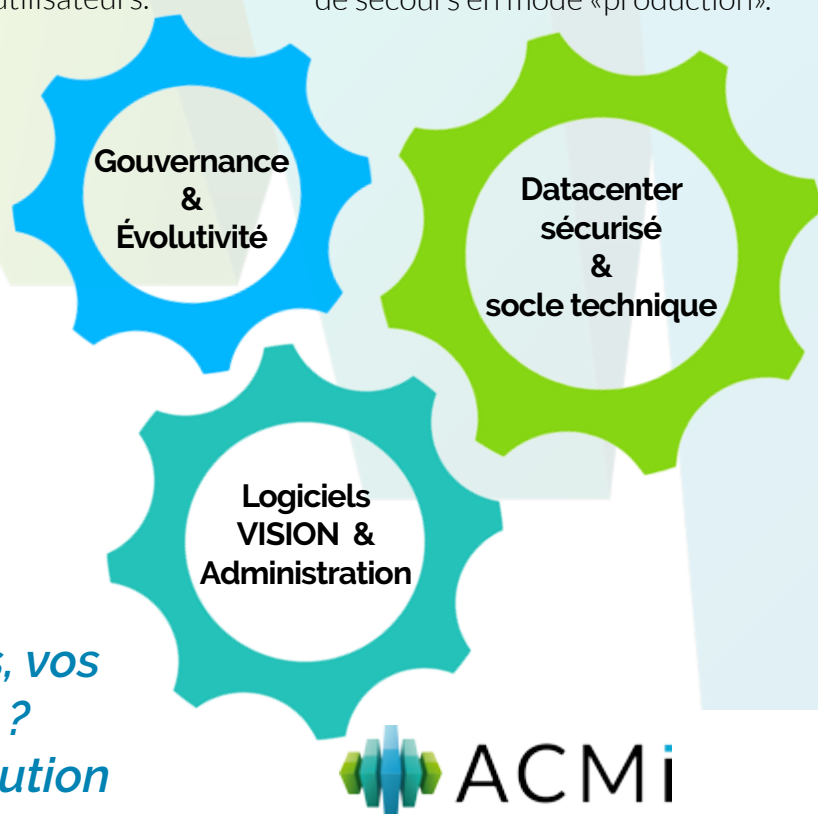 utilisateurs.
de secours en mode «production».
Gouvernance
&
Évolutivité
Datacenter
sécurisé
&
socle technique
Logiciels
VISION &
Administration
s, vos
?
ution
ACMi